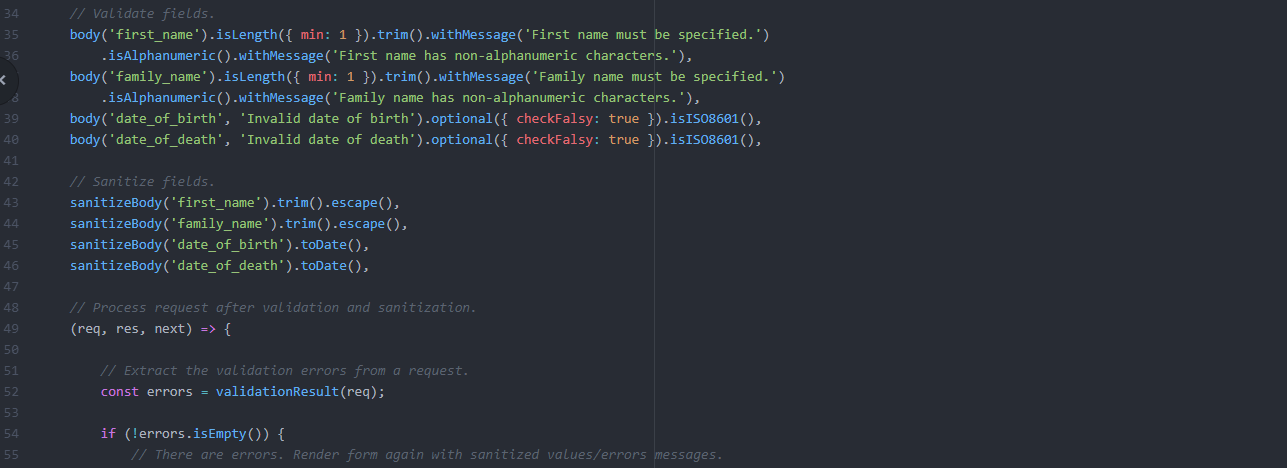 34 // Validate fields.
35 body('first_name').isLength({ min: 1 }).trim().withMessage('First name must be specified.')
36 .isAlphanumeric().withMessage('First name has non-alphanumeric characters.'),
body('family_name').isLength({ min: 1 }).trim().withMessage('Family name must be specified.')
38 .isAlphanumeric().withMessage('Family name has non-alphanumeric characters.'),
39 body('date_of_birth', 'Invalid date of birth').optional({ checkFalsy: true }).isISO8601(),
40 body('date_of_death', 'Invalid date of death').optional({ checkFalsy: true }).isISO8601(),
41
42 // Sanitize fields.
43 sanitizeBody('first_name').trim().escape(),
44 sanitizeBody('family_name').trim().escape(),
45 sanitizeBody('date_of_birth').toDate(),
46 sanitizeBody('date_of_death').toDate(),
47
48 // Process request after validation and sanitization.
49 (req, res, next) => {
50
51 // Extract the validation errors from a request.
52 const errors = validationResult(req);
53
54 if (!errors.isEmpty()) {
55 // There are errors. Render form again with sanitized values/errors messages.